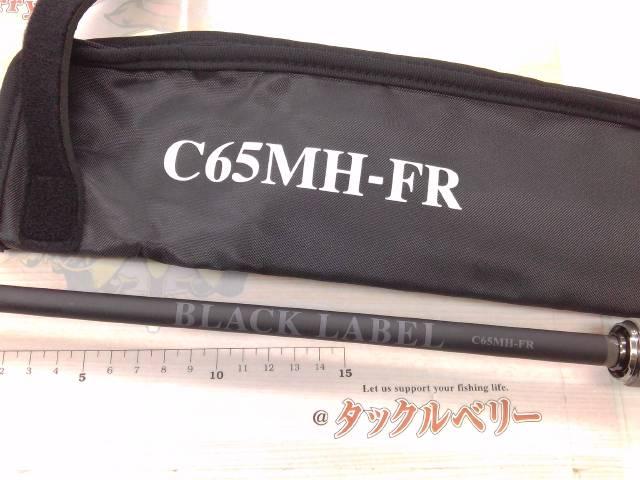 C65MH-FR
BLACK LABEL C65MH-FR
5 10 15
Let us support your fishing life.
@タックルベリー